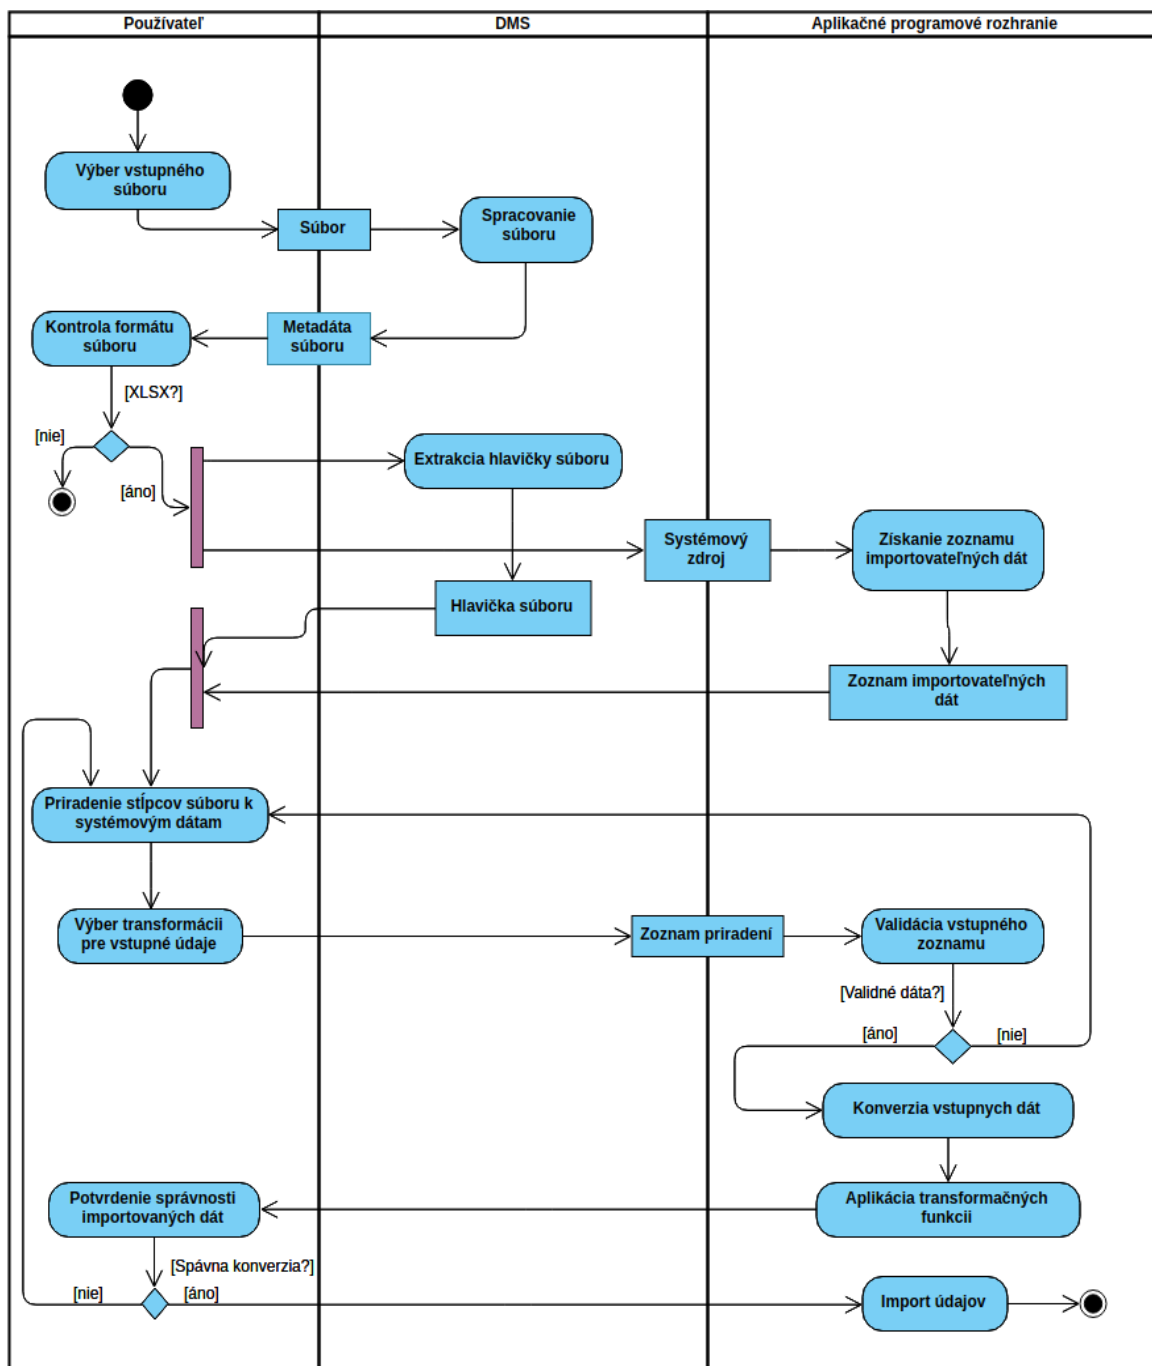 Používateľ
DMS
Aplikačné programové rozhranie
Výber vstupného
súboru
Súbor
Spracovanie
súboru
Kontrola formátu
súboru
Metadáta
súboru
[XLSX?]
[nie]
[áno]
Extrakcia hlavičky súboru
Systémový
zdroj
Získanie zoznamu
importovateľných dát
Hlavička súboru
Zoznam importovateľných
dát
Priradenie stĺpcov súboru k
systémovým dátam
Výber transformácii
pre vstupné údaje
Zoznam priradení
Validácia vstupného
zoznamu
[Validné dáta?]
[áno]
[nie]
Konverzia vstupnych dát
Potvrdenie správnosti
importovaných dát
Aplikácia transformačných
funkcii
[Spávna konverzia?]
[nie]
[áno]
Import údajov